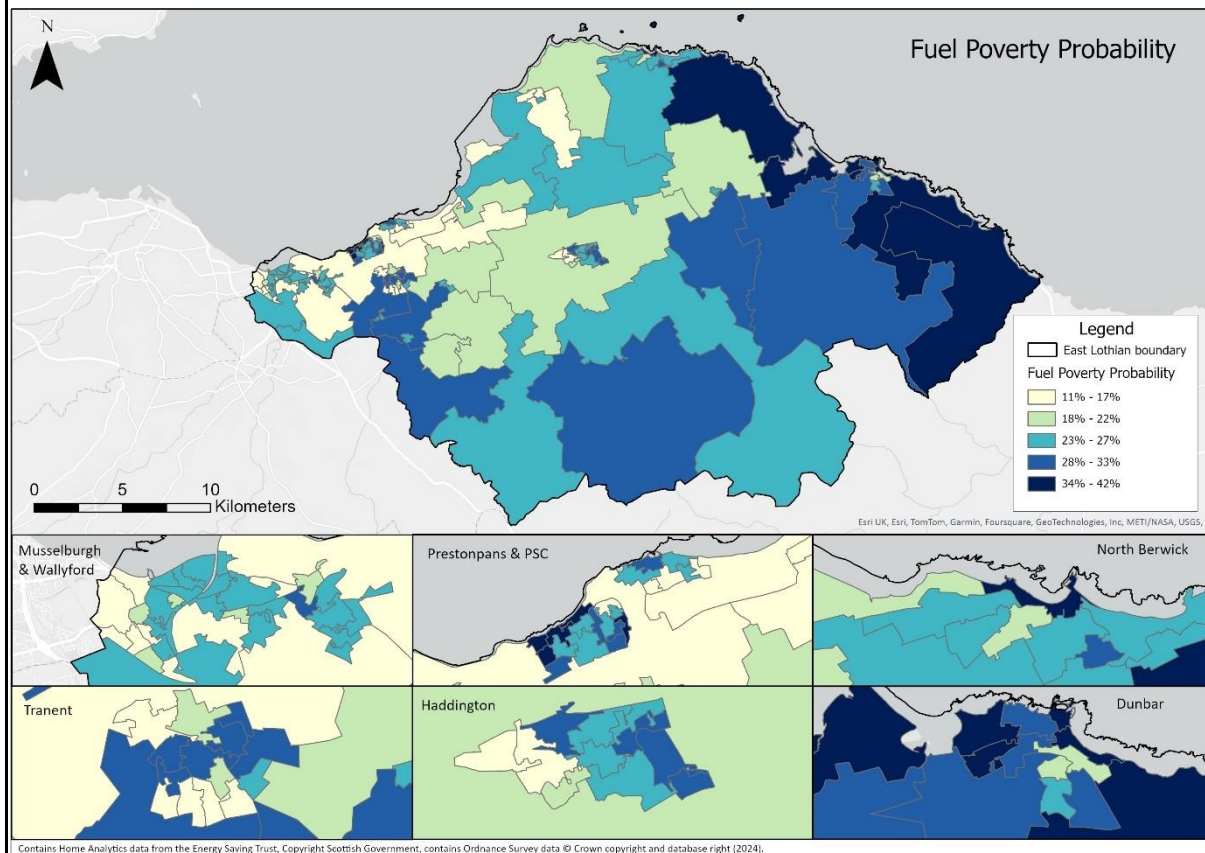 N
Fuel Poverty Probability
Legend
East Lothian boundary
Fuel Poverty Probability
11% - 17%
18% - 22%
23% - 27%
28% - 33%
34% - 42%
0 5 10
Kilometers
Esri UK, Esri, TomTom, Garmin, Foursquare, GeoTechnologies, Inc, METI/NASA, USGS,
Musselburgh
& Wallyford
Prestonpans & PSC
North Berwick
Tranent
Haddington
Dunbar
Contains Home Analytics data from the Energy Saving Trust, Copyright Scottish Government, contains Ordnance Survey data © Crown copyright and database right (2024).